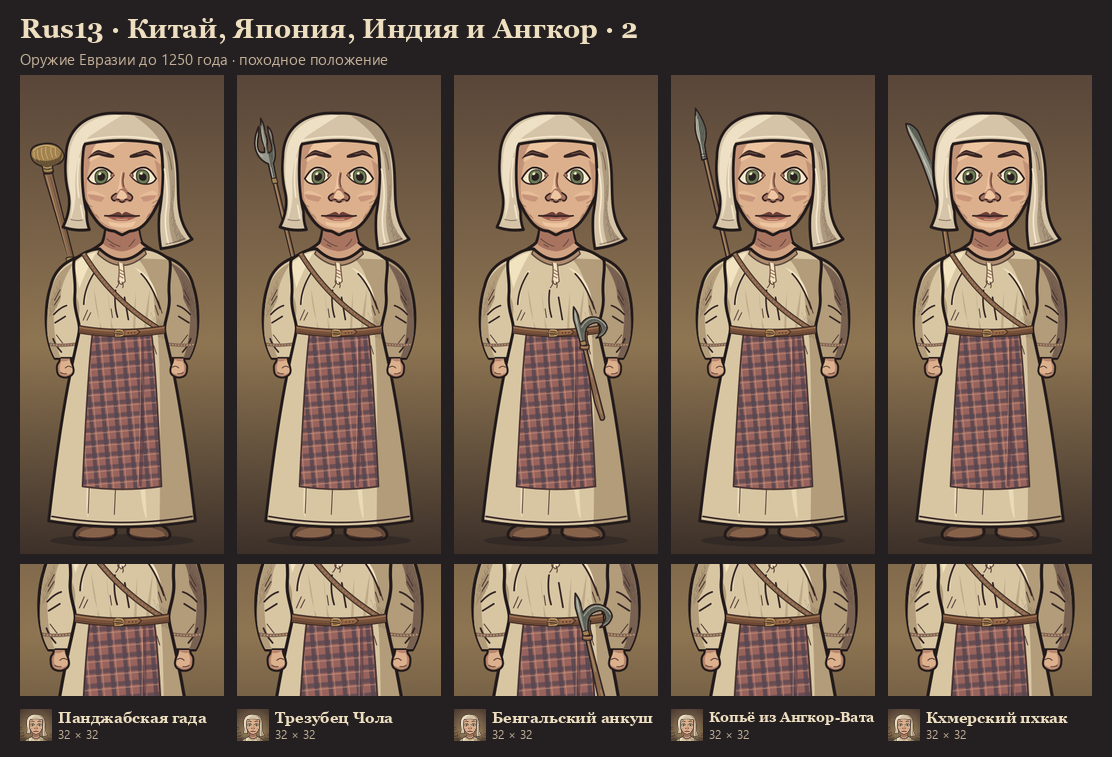 Rus13 · Китай, Япония, Индия и Ангкор · 2
Оружие Евразии до 1250 года · походное положение
Панджабская гада
32 × 32
Трезубец Чола
32 × 32
Бенгальский анкуш
32 × 32
Копьё из Ангкор-Вата
32 × 32
Кхмерский пхкак
32 × 32